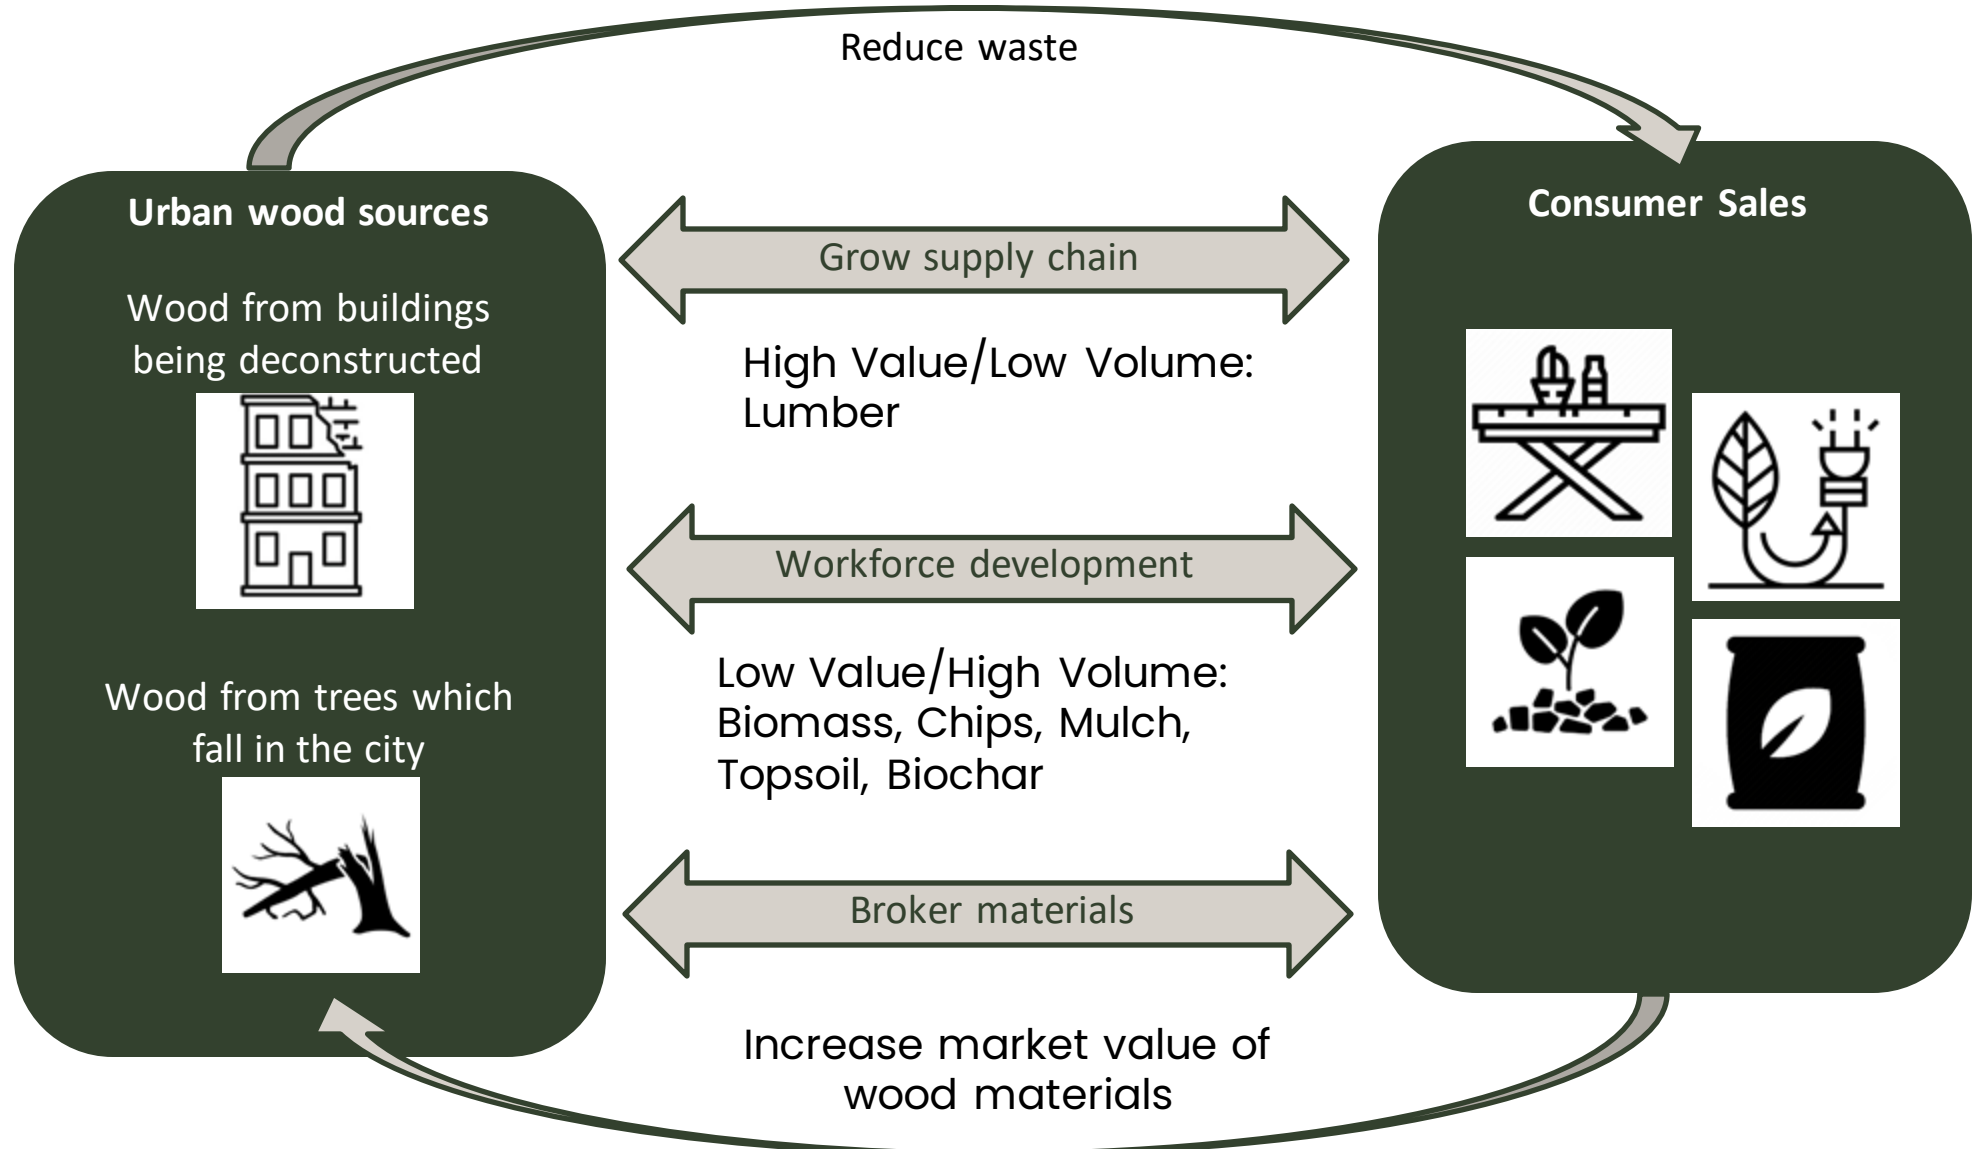 Reduce waste
Urban wood sources
Wood from buildings
being deconstructed
Wood from trees which
fall in the city
Grow supply chain
High Value/Low Volume:
Lumber
Workforce development
Low Value/High Volume:
Biomass, Chips, Mulch,
Topsoil, Biochar
Broker materials
Increase market value of
wood materials
Consumer Sales